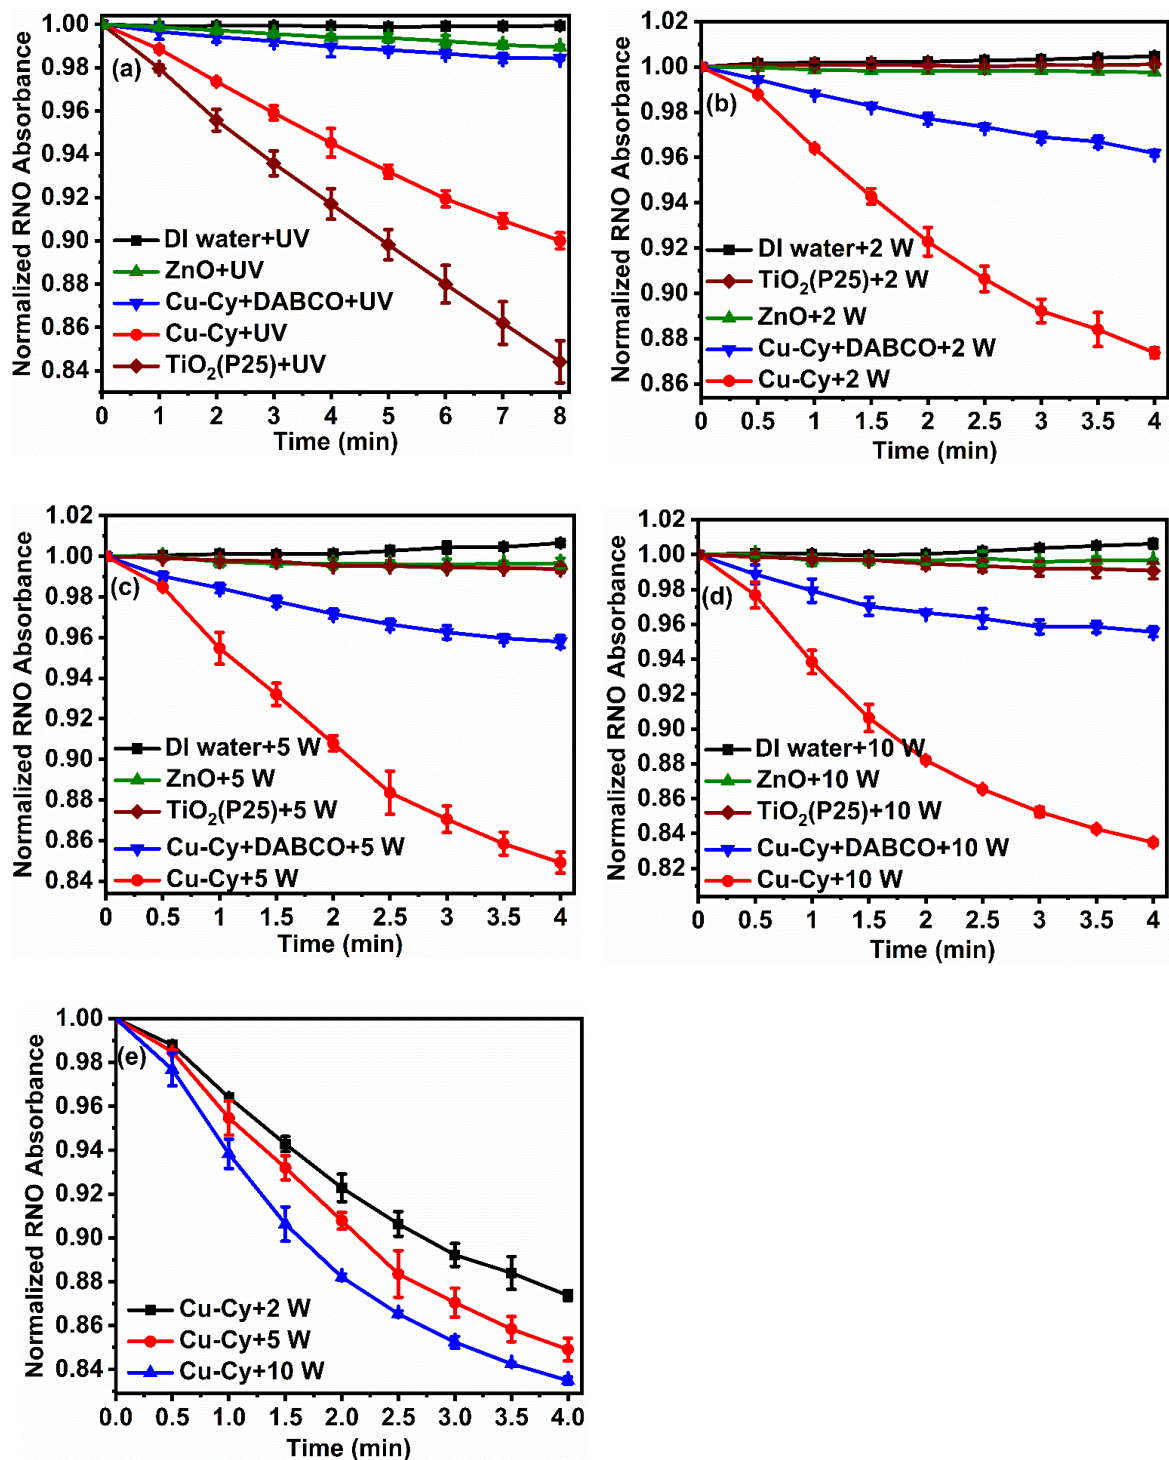 Normalized RNO Absorbance
1.00
0.98
0.96
0.94
0.92
0.90
0.88
0.86
0.84
(a)
DI water+UV
ZnO+UV
Cu-Cy+DABCO+UV
Cu-Cy+UV
TiO₂(P25)+UV
0 1 2 3 4 5 6 7 8
Time (min)
Normalized RNO Absorbance
1.02
1.00
0.98
0.96
0.94
0.92
0.90
0.88
0.86
(b)
DI water+2 W
TiO₂(P25)+2 W
ZnO+2 W
Cu-Cy+DABCO+2 W
Cu-Cy+2 W
0 0.5 1 1.5 2 2.5 3 3.5 4
Time (min)
Normalized RNO Absorbance
1.02
1.00
0.98
0.96
0.94
0.92
0.90
0.88
0.86
0.84
(c)
DI water+5 W
ZnO+5 W
TiO₂(P25)+5 W
Cu-Cy+DABCO+5 W
Cu-Cy+5 W
0 0.5 1 1.5 2 2.5 3 3.5 4
Time (min)
Normalized RNO Absorbance
1.02
1.00
0.98
0.96
0.94
0.92
0.90
0.88
0.86
0.84
0.82
(d)
DI water+10 W
ZnO+10 W
TiO₂(P25)+10 W
Cu-Cy+DABCO+10 W
Cu-Cy+10 W
0 0.5 1 1.5 2 2.5 3 3.5 4
Time (min)
Normalized RNO Absorbance
1.00
0.98
0.96
0.94
0.92
0.90
0.88
0.86
0.84
(e)
Cu-Cy+2 W
Cu-Cy+5 W
Cu-Cy+10 W
0.0 0.5 1.0 1.5 2.0 2.5 3.0 3.5 4.0
Time (min)